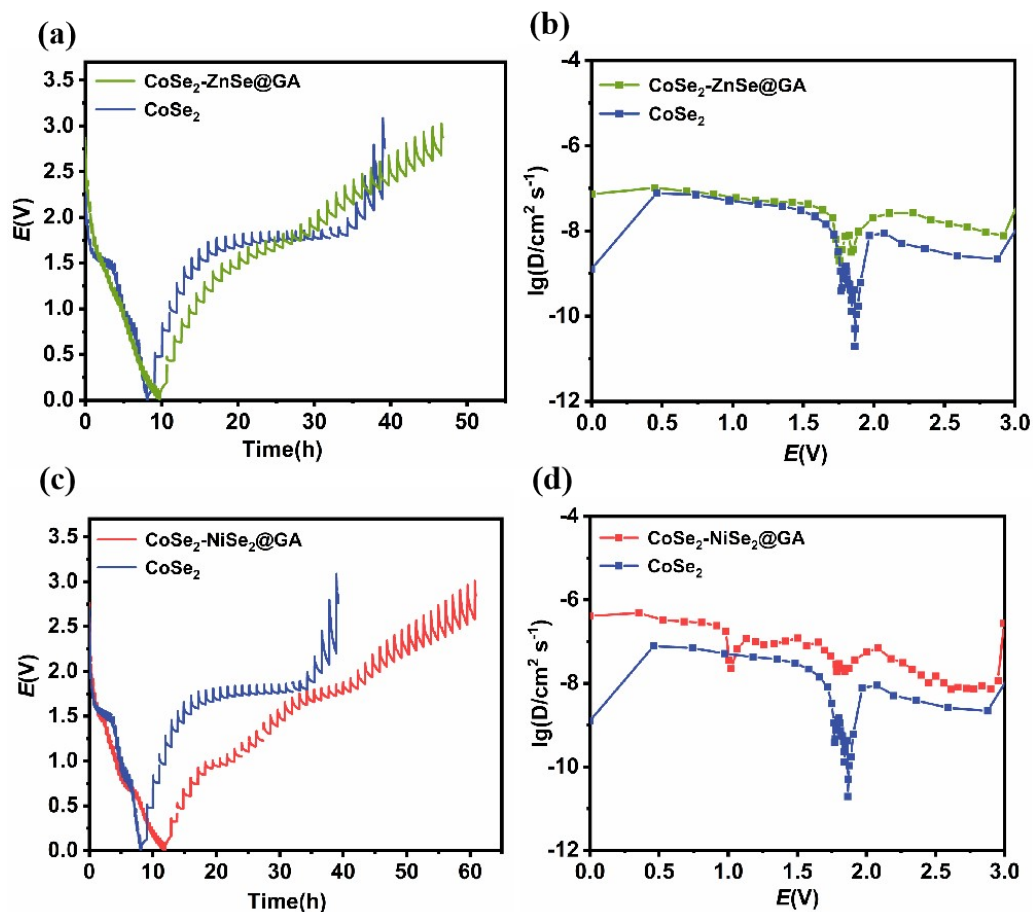 (a)
CoSe₂-ZnSe@GA
CoSe₂
E(V)
3.5
3.0
2.5
2.0
1.5
1.0
0.5
0.0
0 10 20 30 40 50
Time(h)
(b)
CoSe₂-ZnSe@GA
CoSe₂
lg(D/cm² s⁻¹)
-4
-6
-8
-10
-12
0.0 0.5 1.0 1.5 2.0 2.5 3.0
E(V)
(c)
CoSe₂-NiSe₂@GA
CoSe₂
E(V)
3.5
3.0
2.5
2.0
1.5
1.0
0.5
0.0
0 10 20 30 40 50 60
Time(h)
(d)
CoSe₂-NiSe₂@GA
CoSe₂
lg(D/cm² s⁻¹)
-4
-6
-8
-10
-12
0.0 0.5 1.0 1.5 2.0 2.5 3.0
E(V)